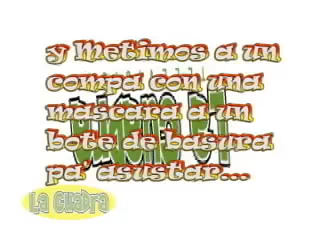 y Metimos a un
compa con una
mascara a un
bote de basura
pa' asustar...
La Cuadra